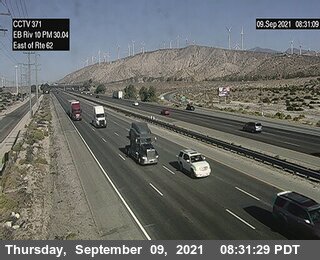 CCTV 371
EB Riv 10 PM 30.04
East of Rte 62
09.Sep 2021 08:31:09
Thursday, September 09, 2021 08:31:29 PDT